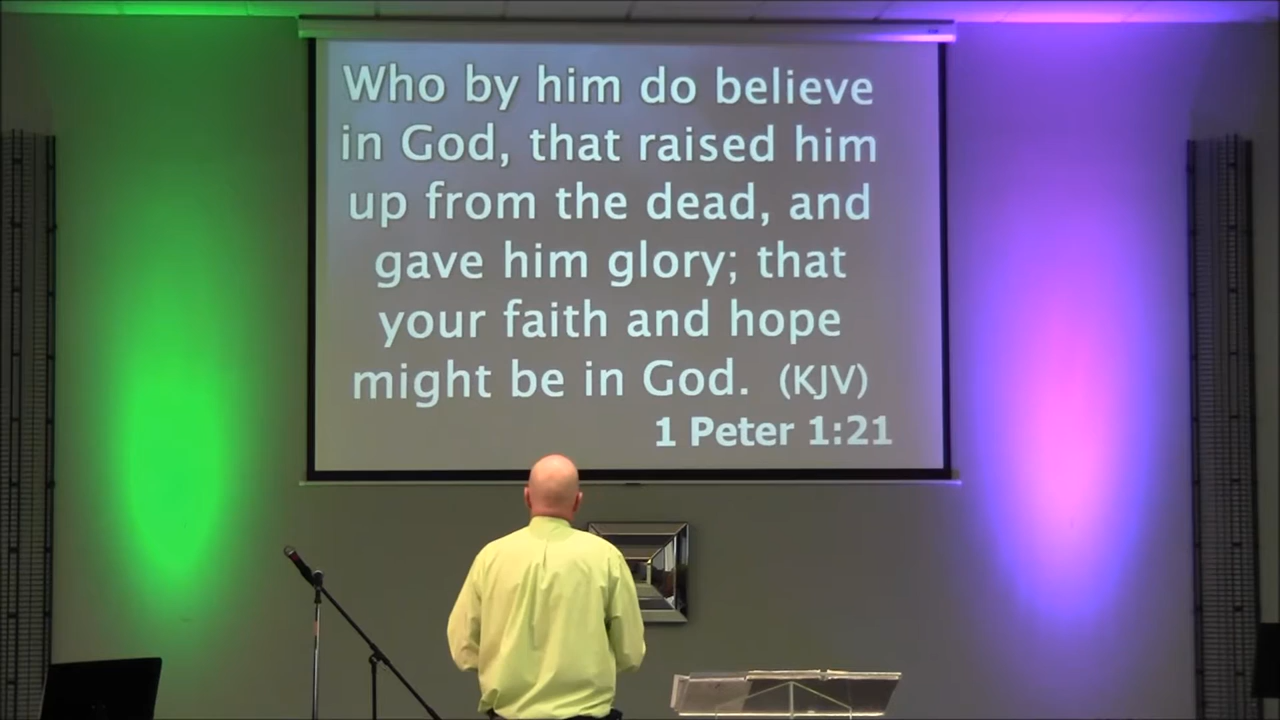 Who by him do believe
in God, that raised him
up from the dead, and
gave him glory; that
your faith and hope
might be in God. (KJV)
1 Peter 1:21